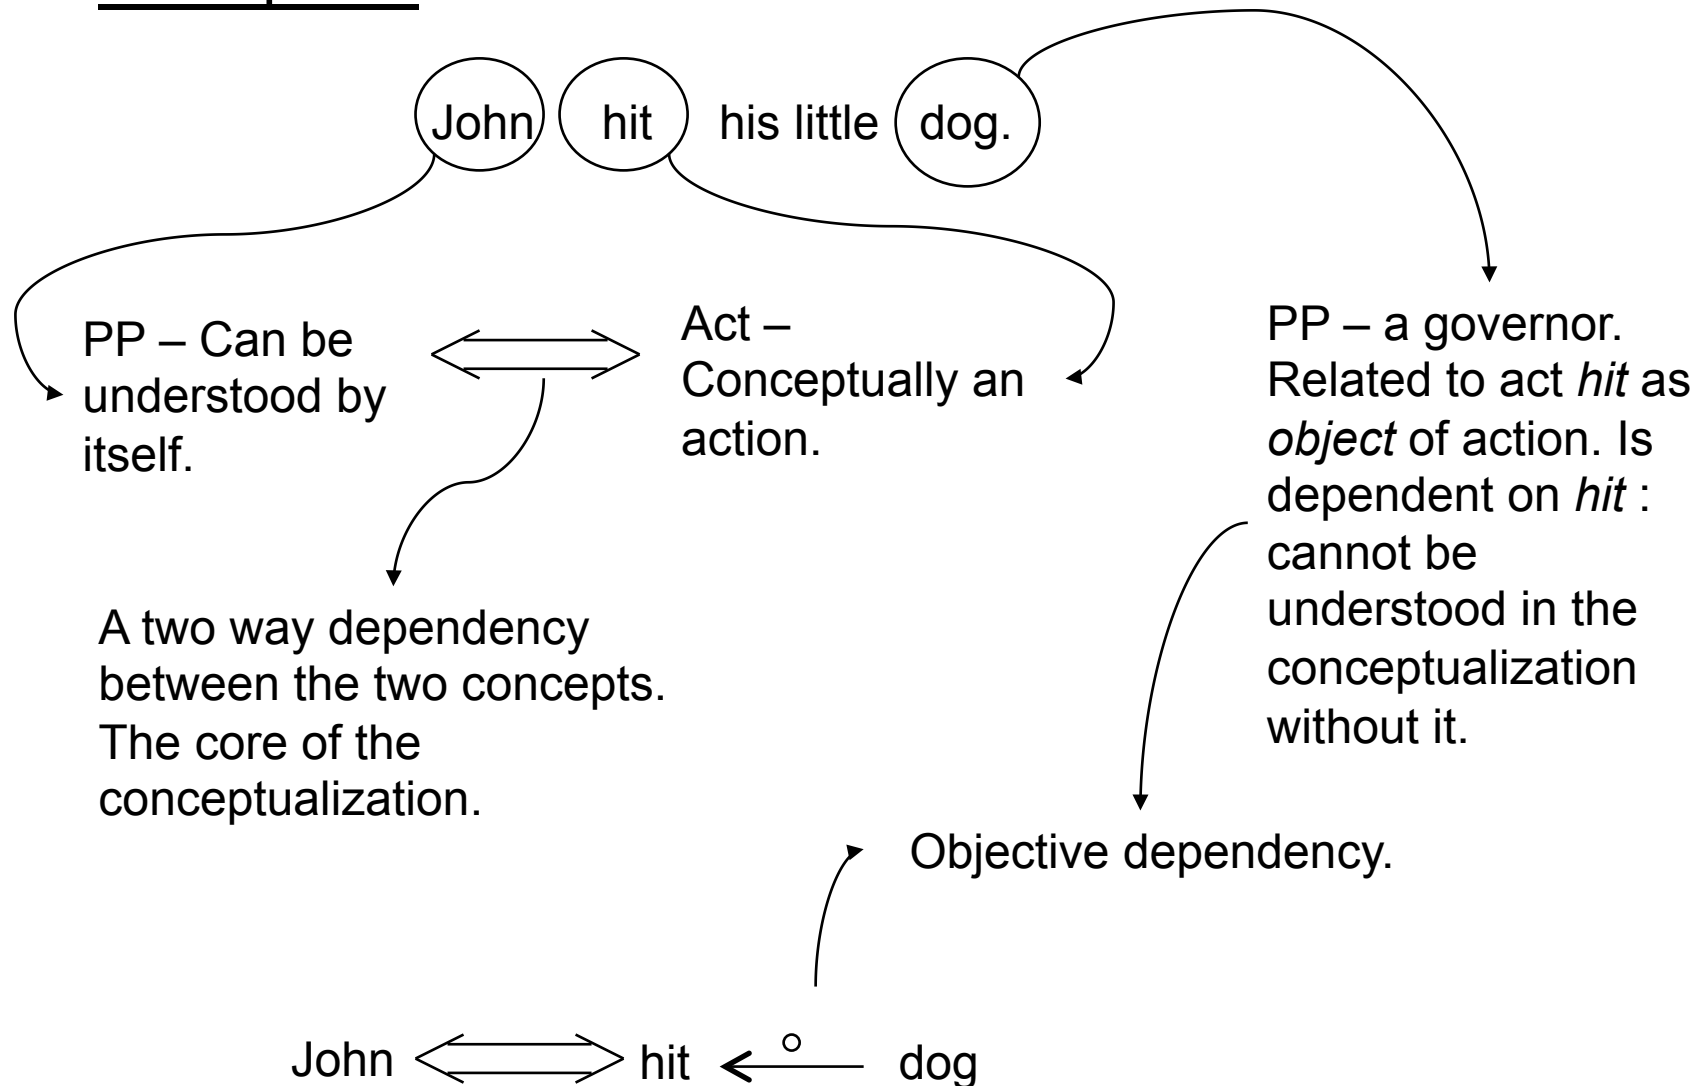 John hit his little dog.
PP – Can be
understood by
itself.
Act –
Conceptually an
action.
PP – a governor.
Related to act hit as
object of action. Is
dependent on hit :
cannot be
understood in the
conceptualization
without it.
A two way dependency
between the two concepts.
The core of the
conceptualization.
Objective dependency.
John hit o dog